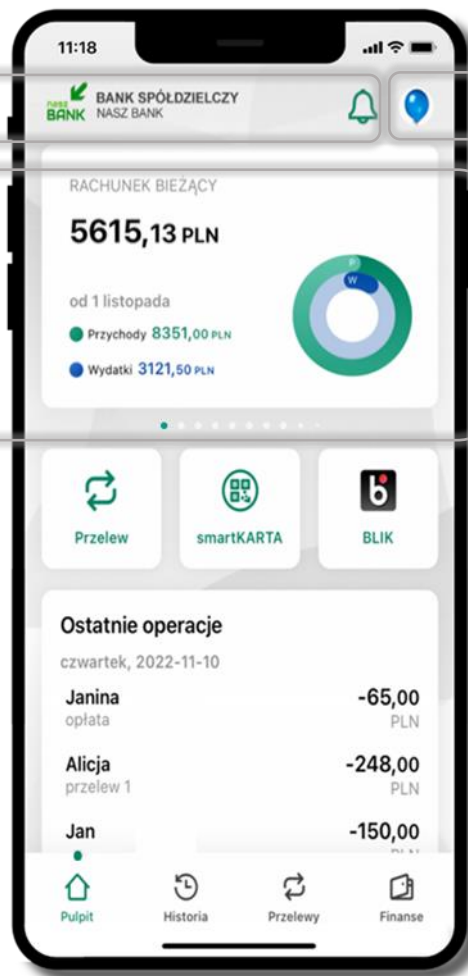 11:18
nasz
BANK
BANK SPÓŁDZIELCZY
NASZ BANK
RACHUNEK BIEŻĄCY
5615,13 PLN
od 1 listopada
Przychody 8351,00 PLN
Wydatki 3121,50 PLN
P
W
Przelew
smartKARTA
BLIK
Ostatnie operacje
czwartek, 2022-11-10
Janina -65,00
opłata PLN
Alicja -248,00
przelew 1 PLN
Jan -150,00
Pulpit
Historia
Przelewy
Finanse